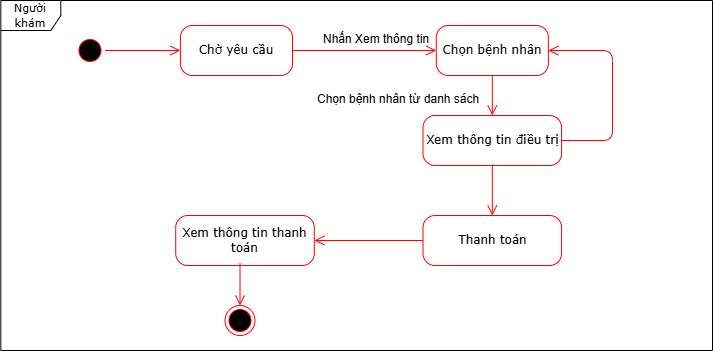 Người
khám
Chờ yêu cầu
Nhấn Xem thông tin
Chọn bệnh nhân
Chọn bệnh nhân từ danh sách
Xem thông tin điều trị
Xem thông tin thanh
toán
Thanh toán